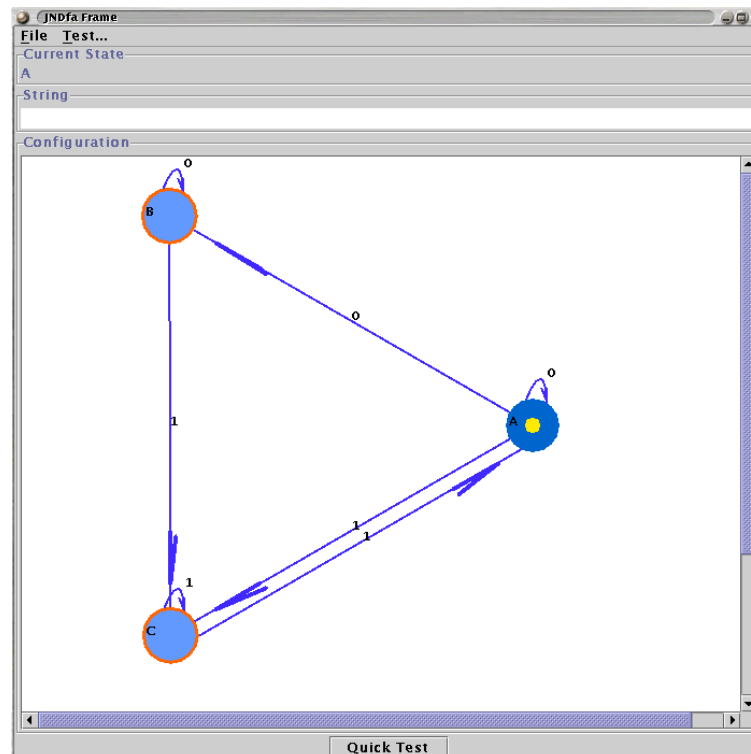 JNDfa Frame
File Test...
Current State
A
String
Configuration
0
B
0
0
A
1
1
1
1
C
Quick Test